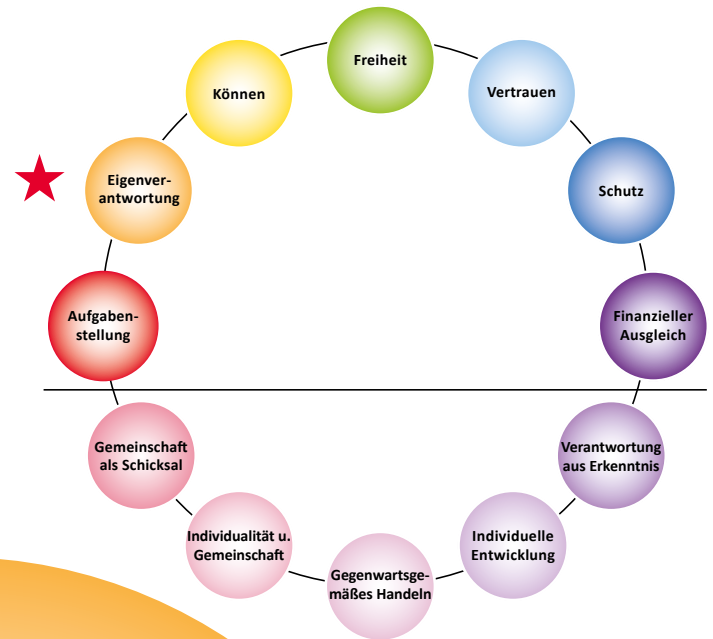 Freiheit
Können
Vertrauen
Eigenver-
antwortung
Schutz
Aufgaben-
stellung
Finanzieller
Ausgleich
Gemeinschaft
als Schicksal
Verantwortung
aus Erkenntnis
Individualität u.
Gemeinschaft
Individuelle
Entwicklung
Gegenwartsge-
mäßes Handeln